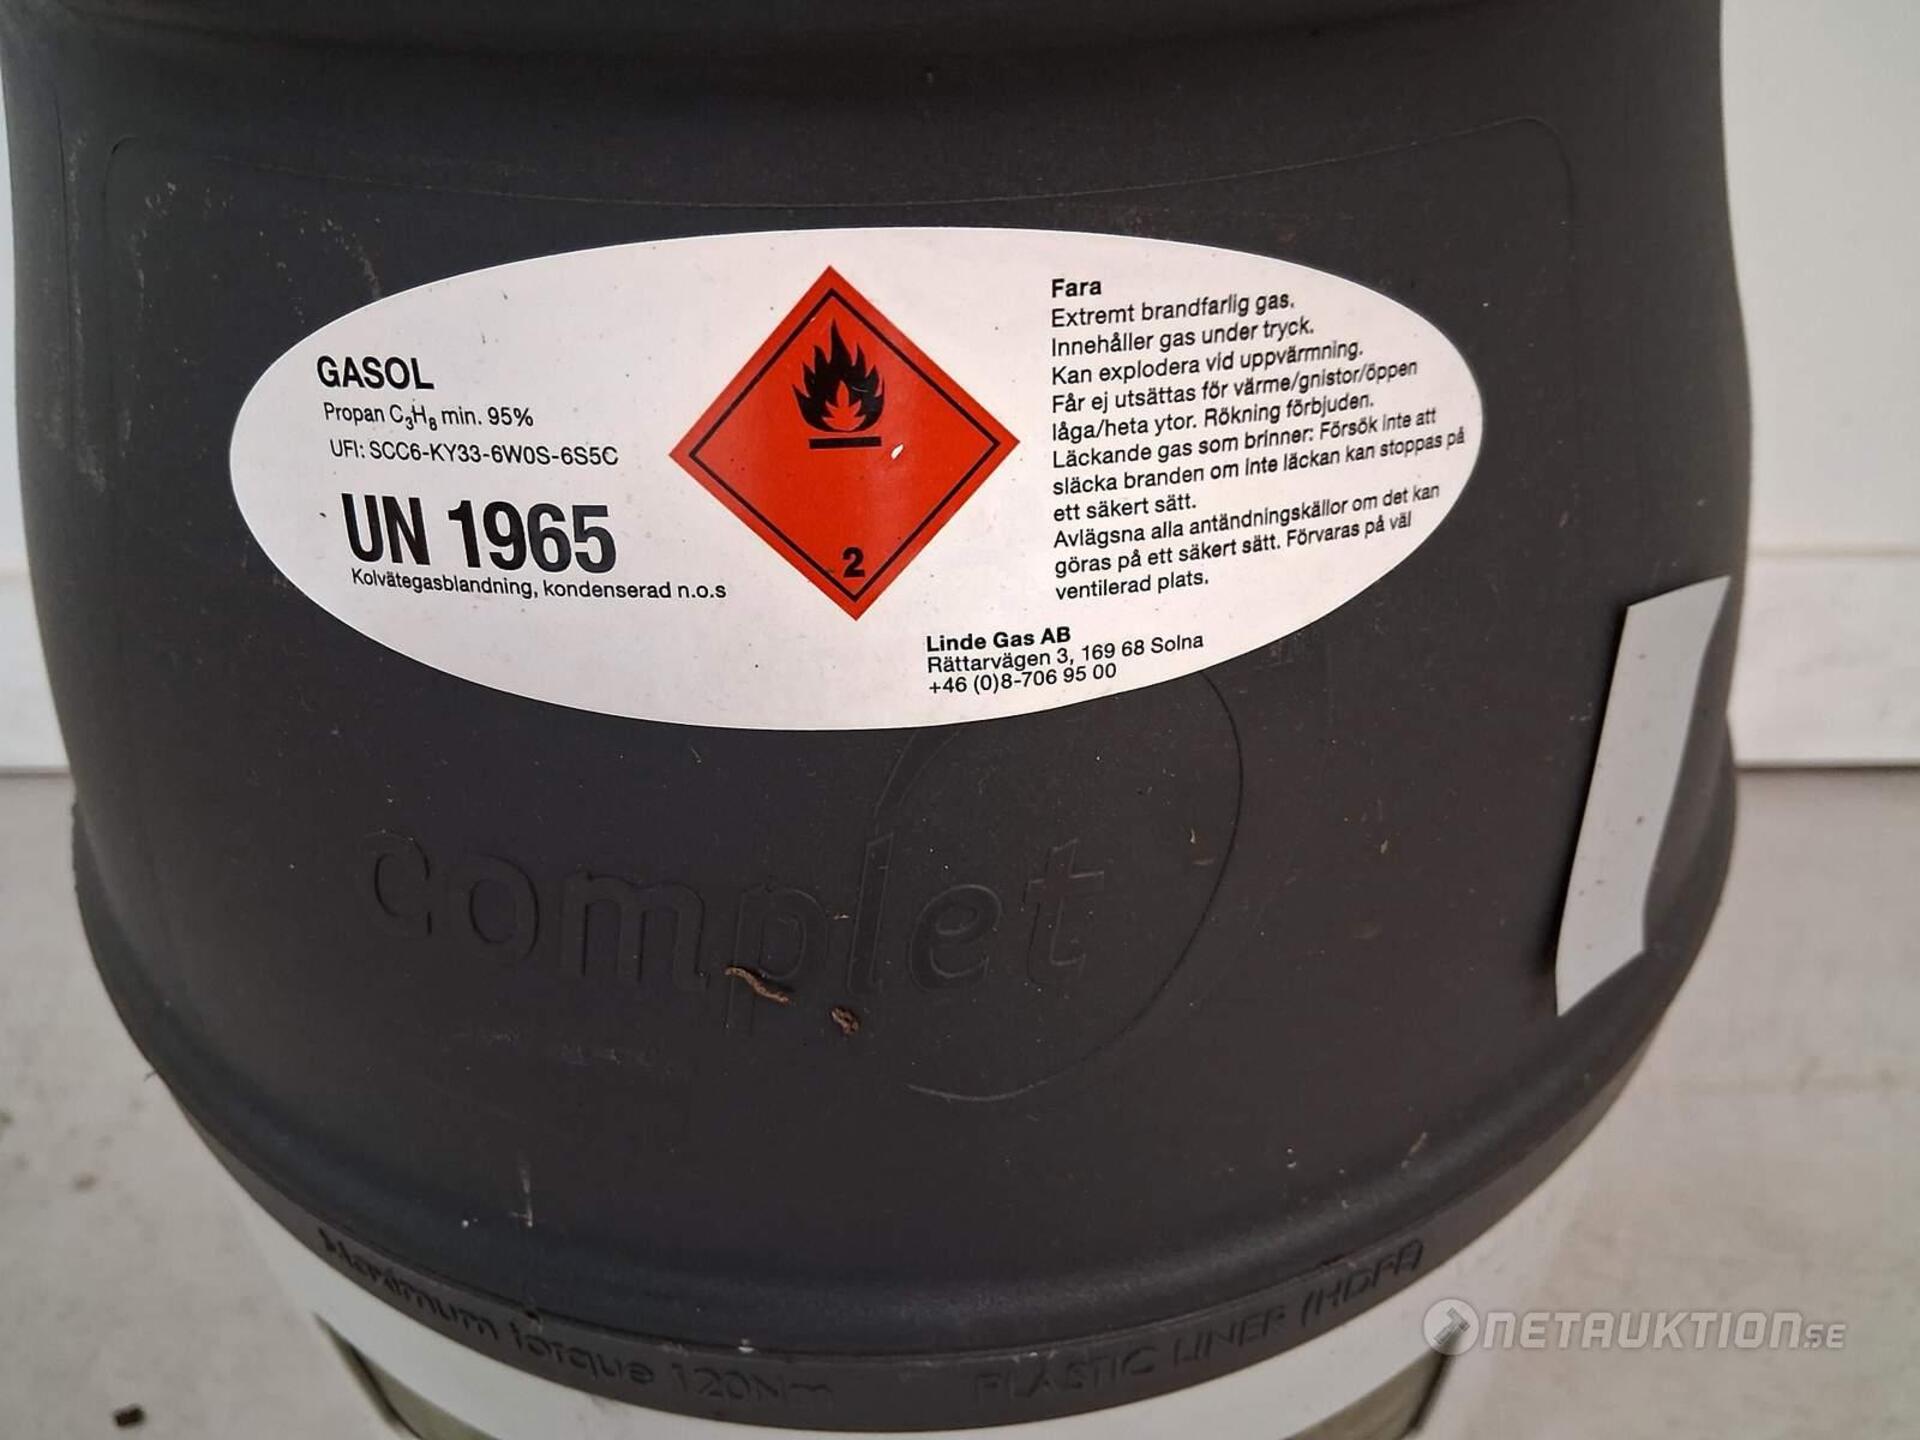 GASOL
Propan C₃H₈ min. 95%
UFI: SCC6-KY33-6W0S-6S5C
UN 1965
Kolvätegasblandning, kondenserad n.o.s
2
Fara
Extremt brandfarlig gas.
Innehåller gas under tryck.
Kan explodera vid uppvärmning.
Får ej utsättas för värme/gnistor/öppen
låga/heta ytor. Rökning förbjuden.
Läckande gas som brinner: Försök inte att
släcka branden om inte läckan kan stoppas på
ett säkert sätt.
Avlägsna alla antändningskällor om det kan
göras på ett säkert sätt. Förvaras på väl
ventilerad plats.
Linde Gas AB
Rättarvägen 3, 169 68 Solna
+46 (0)8-706 95 00
complet
torque 120Nm
PLASTIC LINER (HDPE)
NETAUKTION.SE